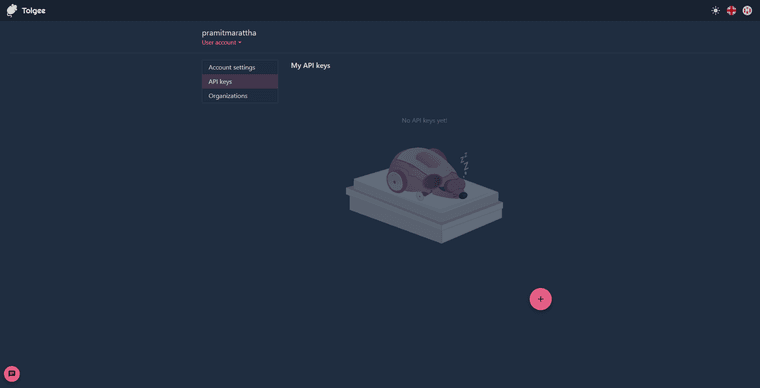 Tolgee
pramitmarattha
User account
Account settings
API keys
Organizations
My API keys
No API keys yet!